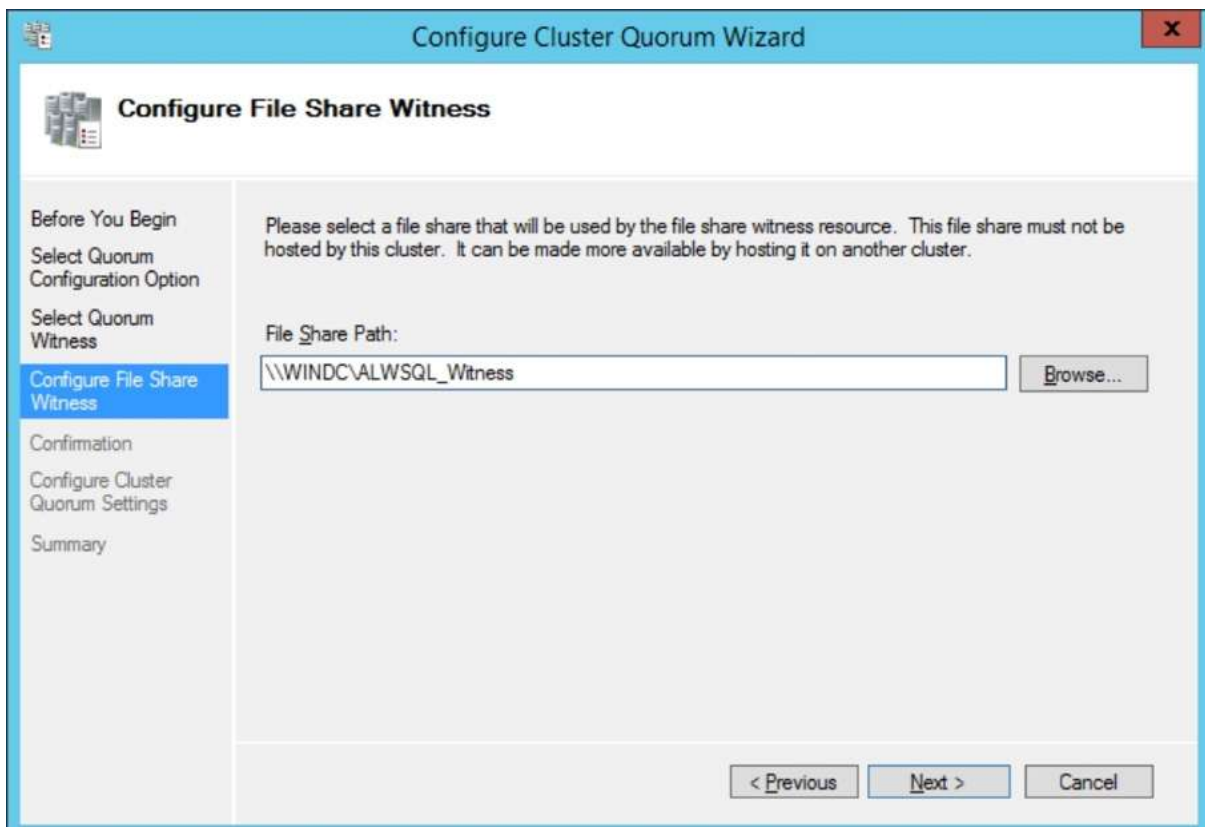 Configure Cluster Quorum Wizard
x
Configure File Share Witness
Before You Begin
Select Quorum
Configuration Option
Select Quorum
Witness
Configure File Share
Witness
Confirmation
Configure Cluster
Quorum Settings
Summary
Please select a file share that will be used by the file share witness resource.  This file share must not be
hosted by this cluster.  It can be made more available by hosting it on another cluster.
File Share Path:
\\WINDC\ALWSQL_Witness
Browse...
< Previous
Next >
Cancel